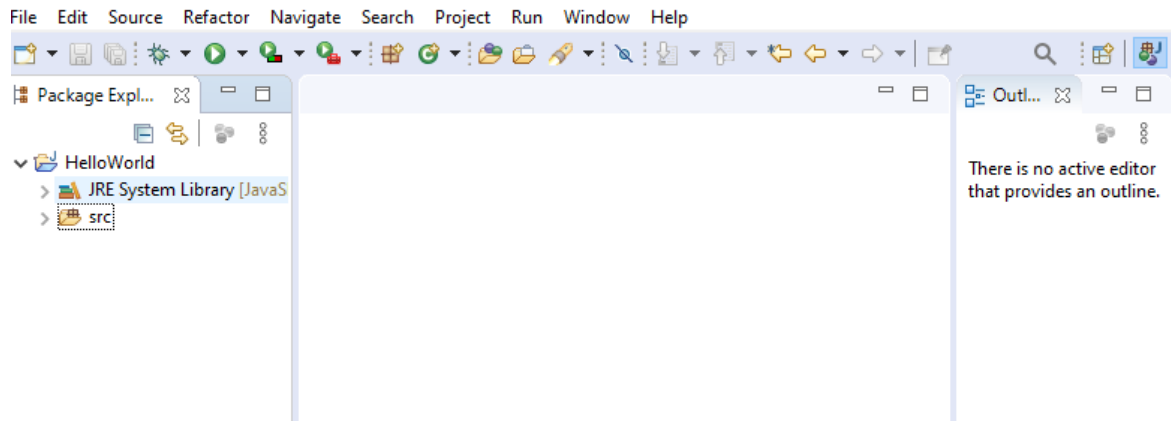 File Edit Source Refactor Navigate Search Project Run Window Help
Package Expl...
Outl...
HelloWorld
JRE System Library [JavaS
src
There is no active editor
that provides an outline.